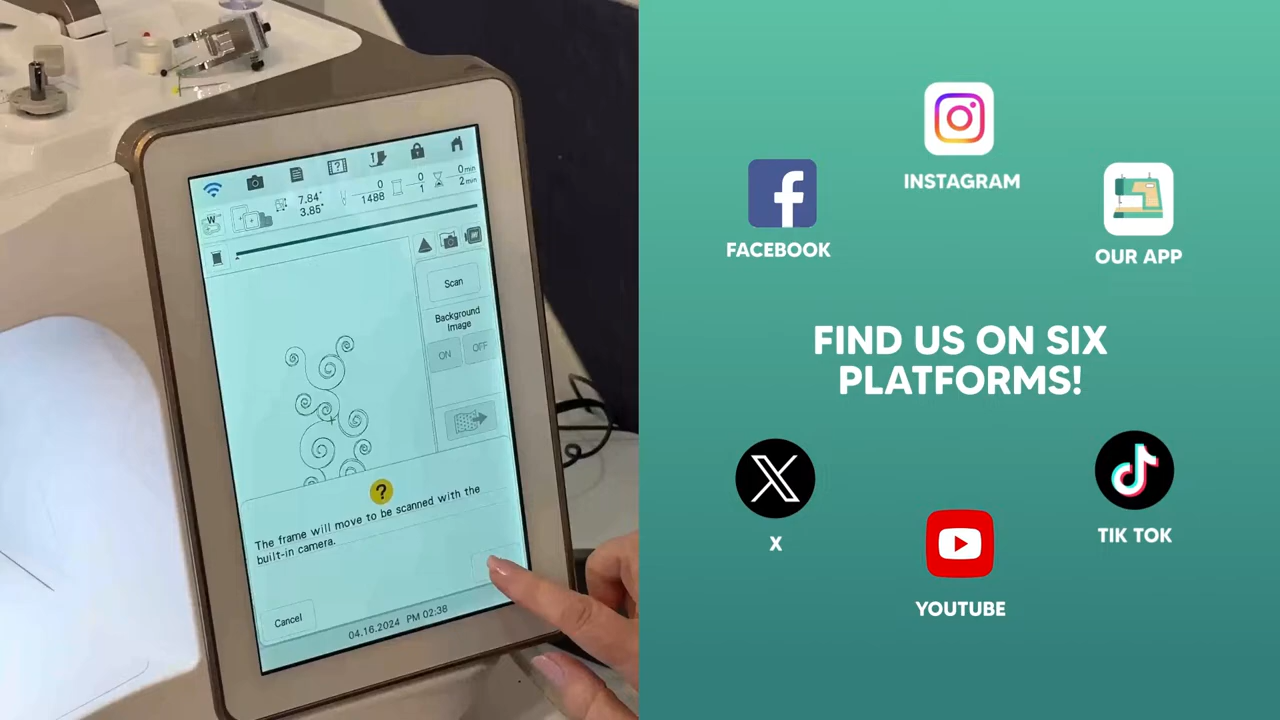 7.84"
3.85"
0
1488
0
1
0min
2min
W
Scan
Background
Image
ON
OFF
?
The frame will move to be scanned with the
built-in camera.
Cancel
04.16.2024 PM 02:38
INSTAGRAM
FACEBOOK
OUR APP
FIND US ON SIX
PLATFORMS!
X
TIK TOK
YOUTUBE